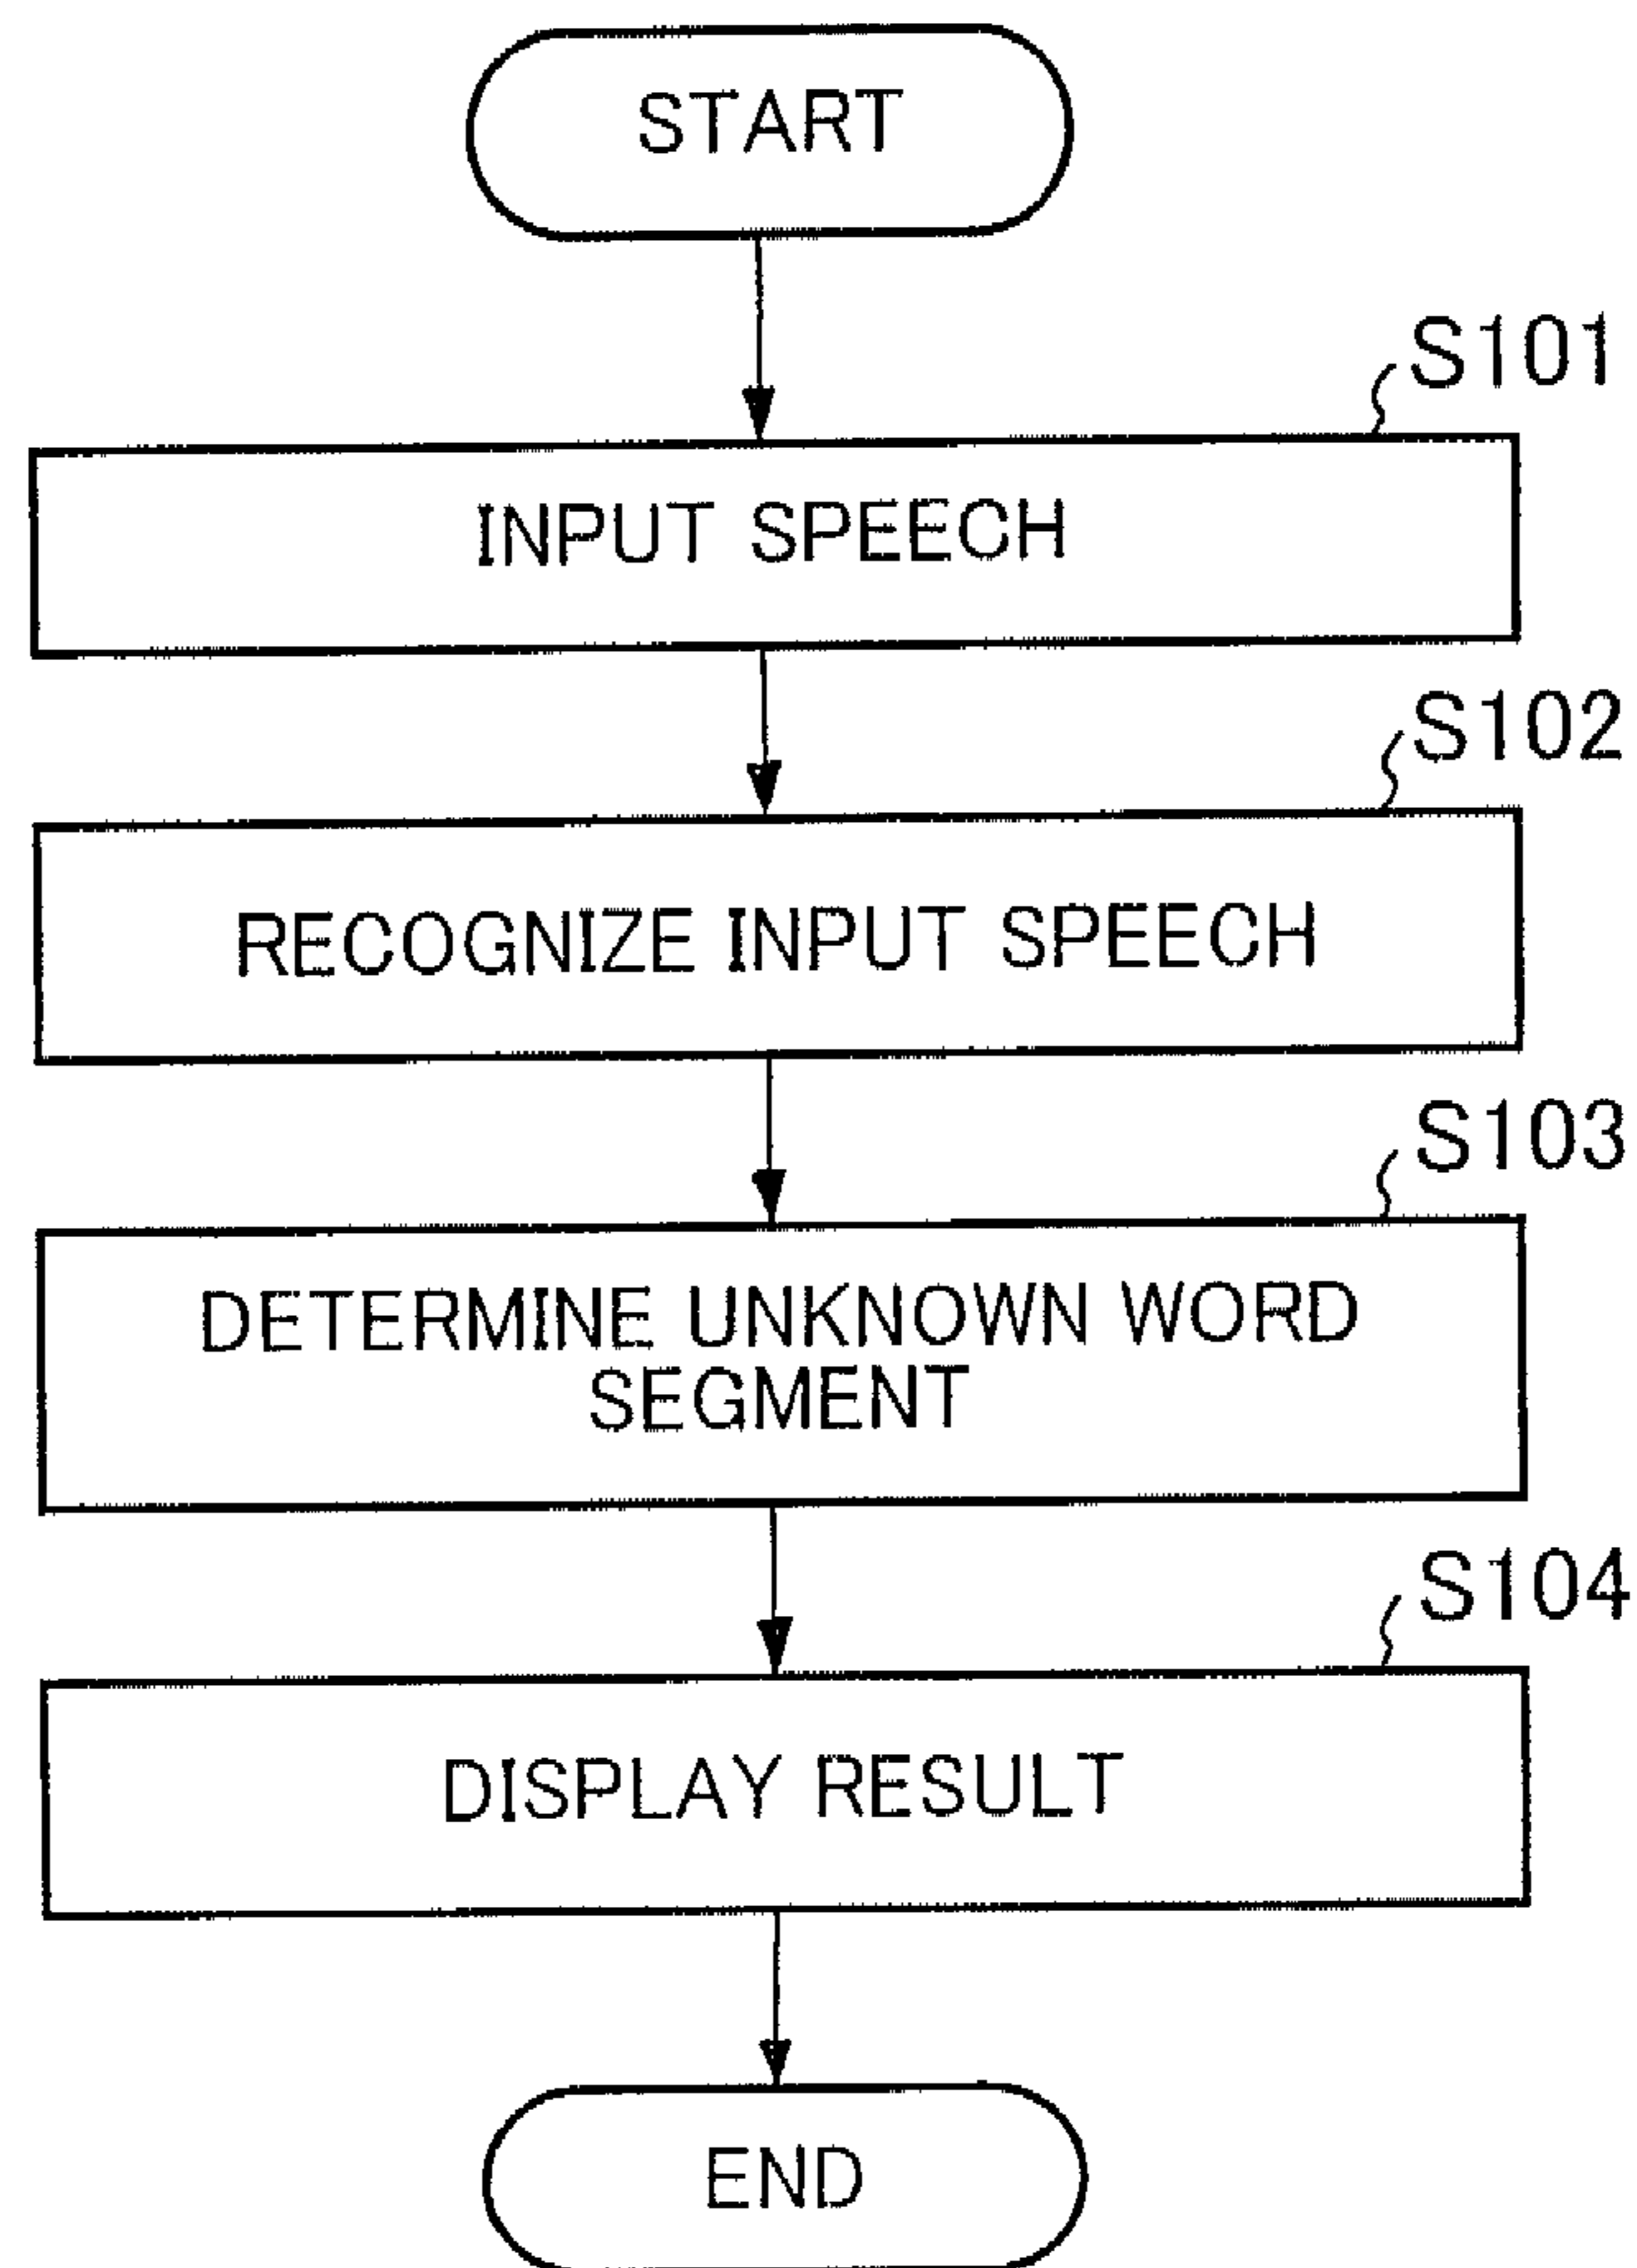 START
S101
INPUT SPEECH
S102
RECOGNIZE INPUT SPEECH
S103
DETERMINE UNKNOWN WORD
SEGMENT
S104
DISPLAY RESULT
END